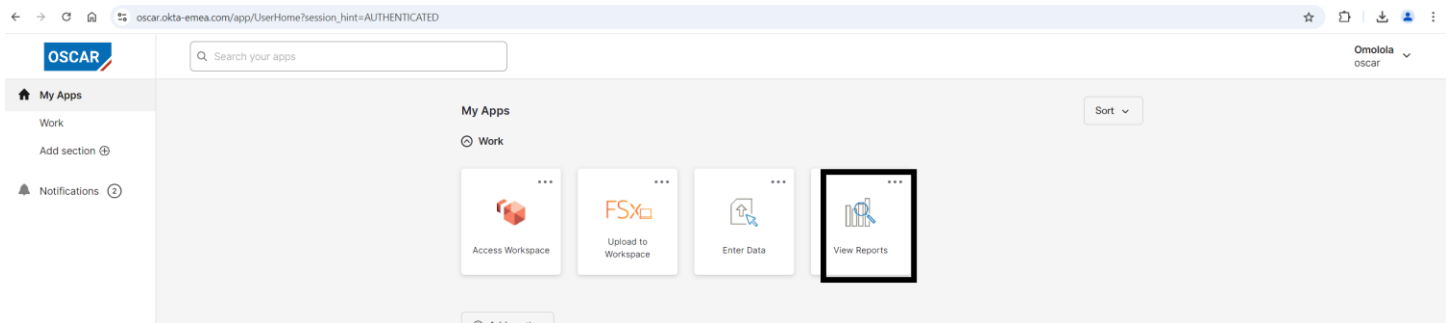 oscar.okta-emea.com/app/UserHome?session_hint=AUTHENTICATED
OSCAR
Search your apps
Omolola
oscar
My Apps
Work
Add section
Notifications 2
My Apps
Sort
Work
Access Workspace
FSx
Upload to
Workspace
Enter Data
View Reports